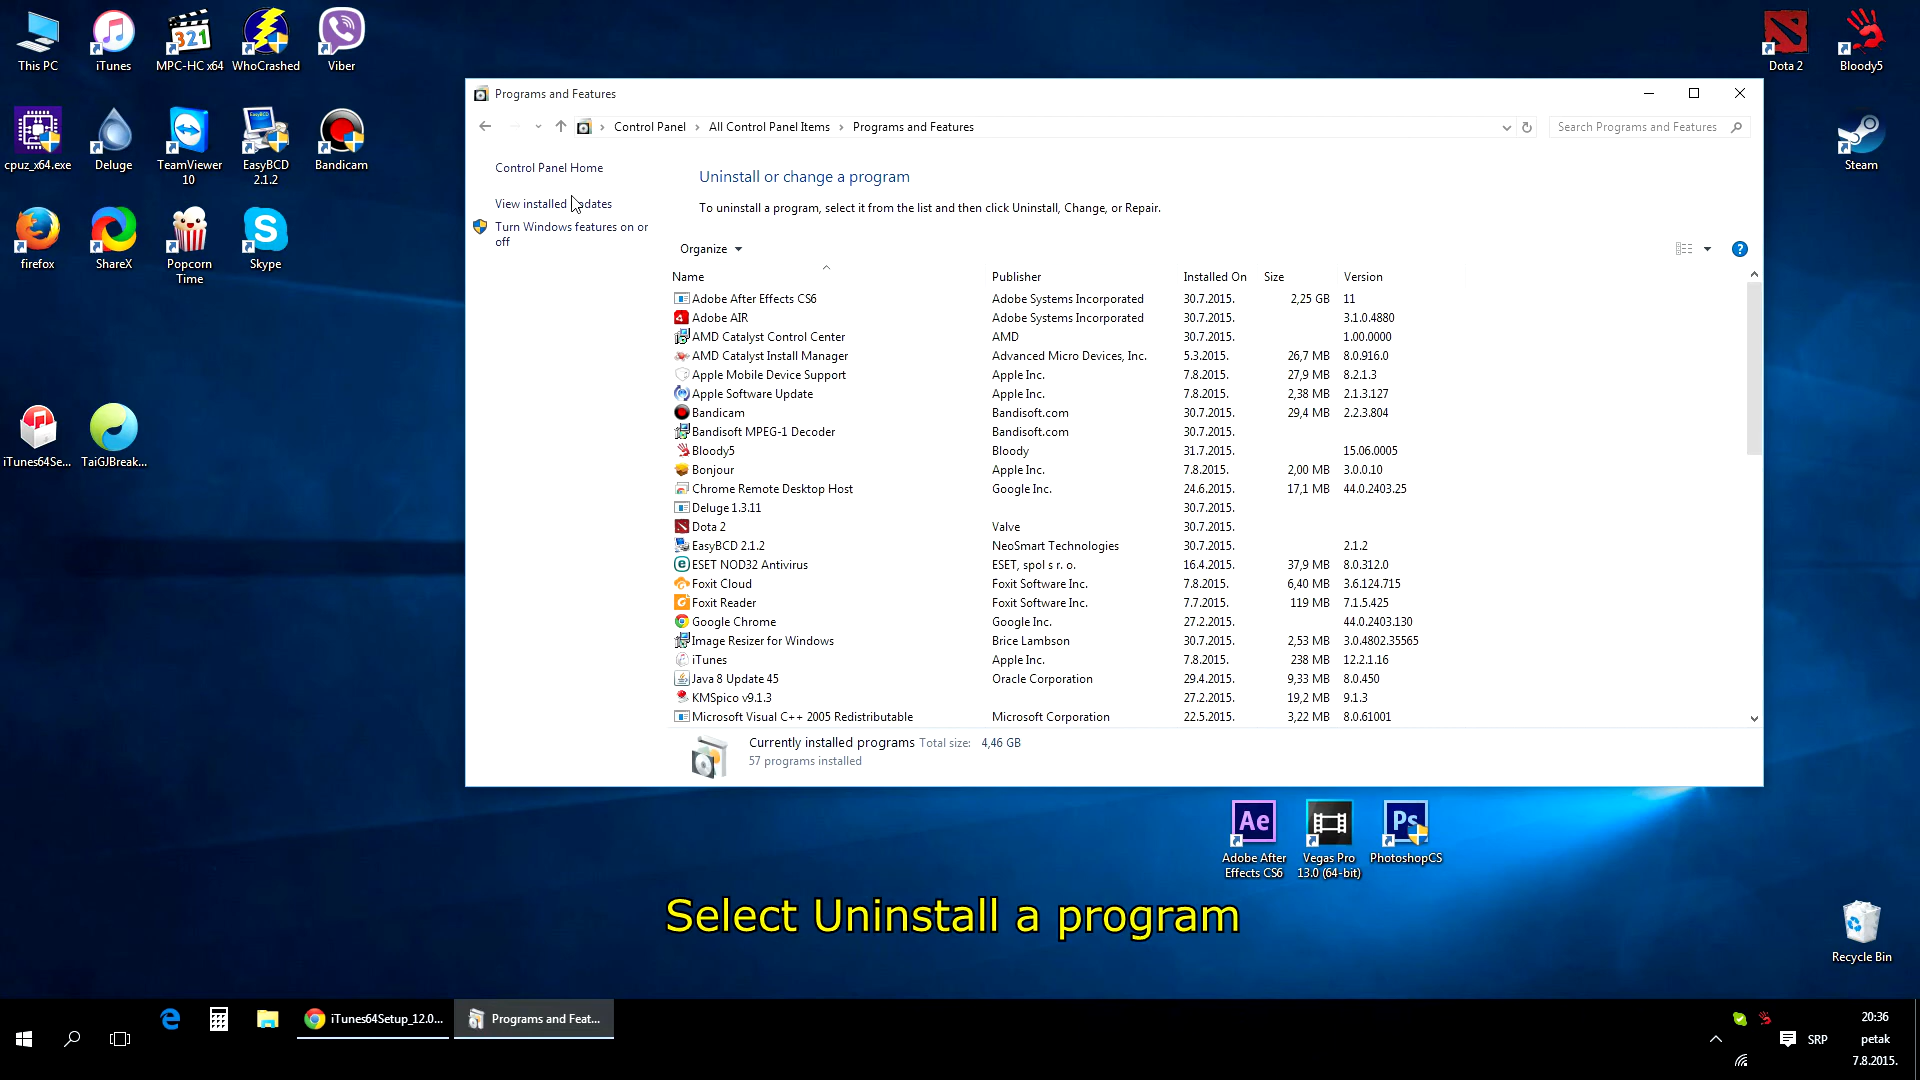 This PC
iTunes
MPC-HC x64
WhoCrashed
Viber
Dota 2
Bloody5
cpuz_x64.exe
Deluge
TeamViewer
10
EasyBCD
2.1.2
Bandicam
Steam
firefox
ShareX
Popcorn
Time
Skype
iTunes64Se...
TaiGJBreak...
Programs and Features
Control Panel > All Control Panel Items > Programs and Features
Search Programs and Features
Control Panel Home
View installed updates
Turn Windows features on or
off
Uninstall or change a program
To uninstall a program, select it from the list and then click Uninstall, Change, or Repair.
Organize
Name Publisher Installed On Size Version
Adobe After Effects CS6 Adobe Systems Incorporated 30.7.2015. 2,25 GB 11
Adobe AIR Adobe Systems Incorporated 30.7.2015. 3.1.0.4880
AMD Catalyst Control Center AMD 30.7.2015. 1.00.0000
AMD Catalyst Install Manager Advanced Micro Devices, Inc. 5.3.2015. 26,7 MB 8.0.916.0
Apple Mobile Device Support Apple Inc. 7.8.2015. 27,9 MB 8.2.1.3
Apple Software Update Apple Inc. 7.8.2015. 2,38 MB 2.1.3.127
Bandicam Bandisoft.com 30.7.2015. 29,4 MB 2.2.3.804
Bandisoft MPEG-1 Decoder Bandisoft.com 30.7.2015.
Bloody5 Bloody 31.7.2015. 15.06.0005
Bonjour Apple Inc. 7.8.2015. 2,00 MB 3.0.0.10
Chrome Remote Desktop Host Google Inc. 24.6.2015. 17,1 MB 44.0.2403.25
Deluge 1.3.11 30.7.2015.
Dota 2 Valve 30.7.2015.
EasyBCD 2.1.2 NeoSmart Technologies 30.7.2015. 2.1.2
ESET NOD32 Antivirus ESET, spol s r. o. 16.4.2015. 37,9 MB 8.0.312.0
Foxit Cloud Foxit Software Inc. 7.8.2015. 6,40 MB 3.6.124.715
Foxit Reader Foxit Software Inc. 7.7.2015. 119 MB 7.1.5.425
Google Chrome Google Inc. 27.2.2015. 44.0.2403.130
Image Resizer for Windows Brice Lambson 30.7.2015. 2,53 MB 3.0.4802.35565
iTunes Apple Inc. 7.8.2015. 238 MB 12.2.1.16
Java 8 Update 45 Oracle Corporation 29.4.2015. 9,33 MB 8.0.450
KMSpico v9.1.3 27.2.2015. 19,2 MB 9.1.3
Microsoft Visual C++ 2005 Redistributable Microsoft Corporation 22.5.2015. 3,22 MB 8.0.61001
Currently installed programs Total size: 4,46 GB
57 programs installed
Adobe After
Effects CS6
Vegas Pro
13.0 (64-bit)
PhotoshopCS
Select Uninstall a program
Recycle Bin
iTunes64Setup_12.0...
Programs and Feat...
SRP
20:36
petak
7.8.2015.